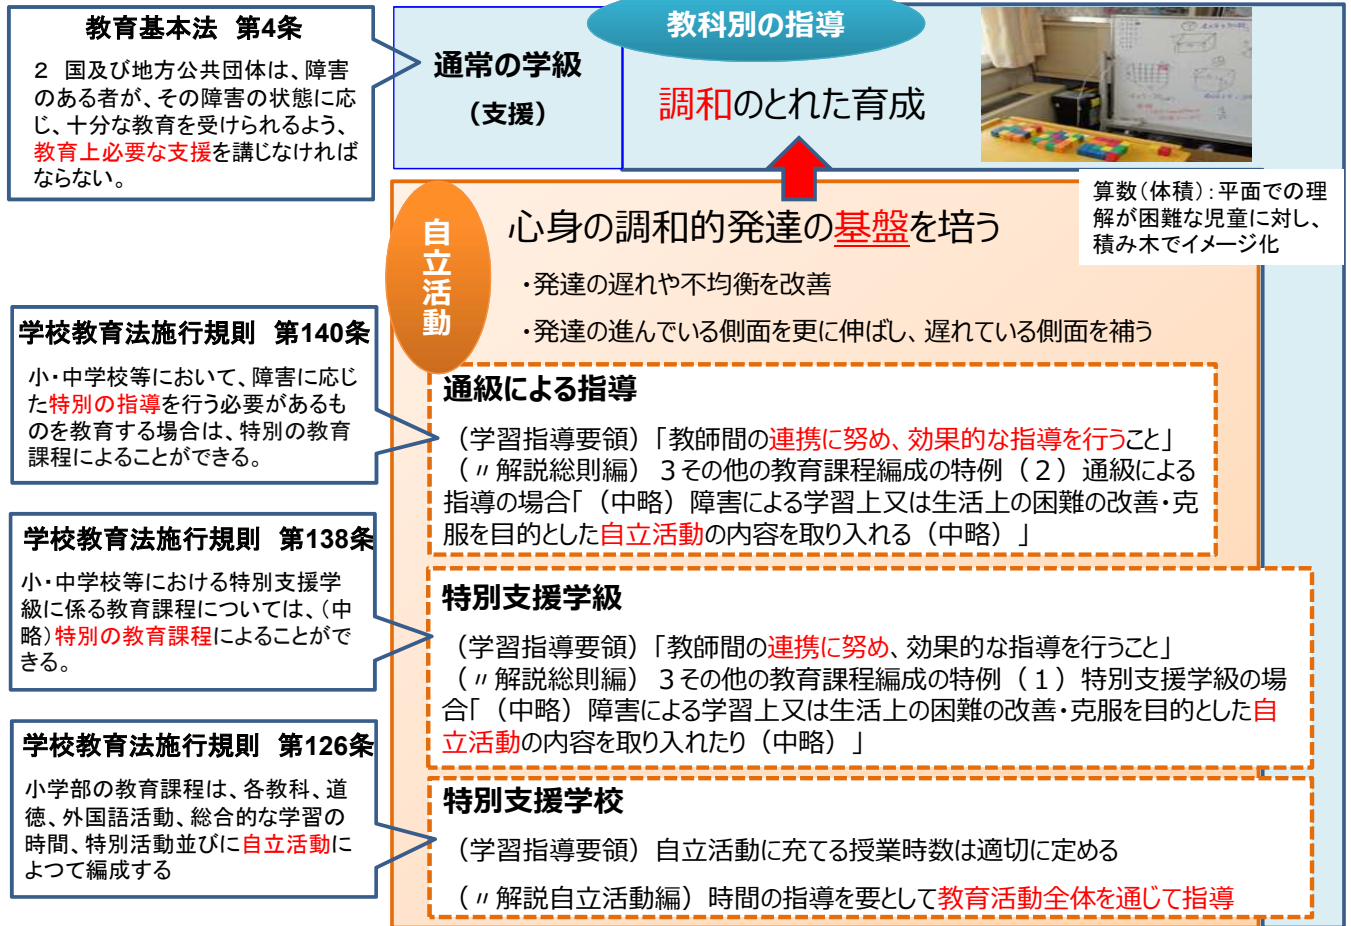 教育基本法　第4条
２　国及び地方公共団体は、障害
のある者が、その障害の状態に応
じ、十分な教育を受けられるよう、
教育上必要な支援を講じなければ
ならない。
通常の学級
（支援）
教科別の指導
調和のとれた育成
算数（体積）：平面での理
解が困難な児童に対し、
積み木でイメージ化
自立活動
心身の調和的発達の基盤を培う
・発達の遅れや不均衡を改善
・発達の進んでいる側面を更に伸ばし、遅れている側面を補う
学校教育法施行規則　第140条
小・中学校等において、障害に応じ
た特別の指導を行う必要があるも
のを教育する場合は、特別の教育
課程によることができる。
通級による指導
（学習指導要領）「教師間の連携に努め、効果的な指導を行うこと」
（〃解説総則編）３その他の教育課程編成の特例（２）通級による
指導の場合「（中略）障害による学習上又は生活上の困難の改善・克
服を目的とした自立活動の内容を取り入れる（中略）」
学校教育法施行規則　第138条
小・中学校等における特別支援学
級に係る教育課程については、（中
略）特別の教育課程によることがで
きる。
特別支援学級
（学習指導要領）「教師間の連携に努め、効果的な指導を行うこと」
（〃解説総則編）３その他の教育課程編成の特例（１）特別支援学級の場
合「（中略）障害による学習上又は生活上の困難の改善・克服を目的とした自
立活動の内容を取り入れたり（中略）」
学校教育法施行規則　第126条
小学部の教育課程は、各教科、道
徳、外国語活動、総合的な学習の
時間、特別活動並びに自立活動に
よつて編成する
特別支援学校
（学習指導要領）自立活動に充てる授業時数は適切に定める
（〃解説自立活動編）時間の指導を要として教育活動全体を通じて指導